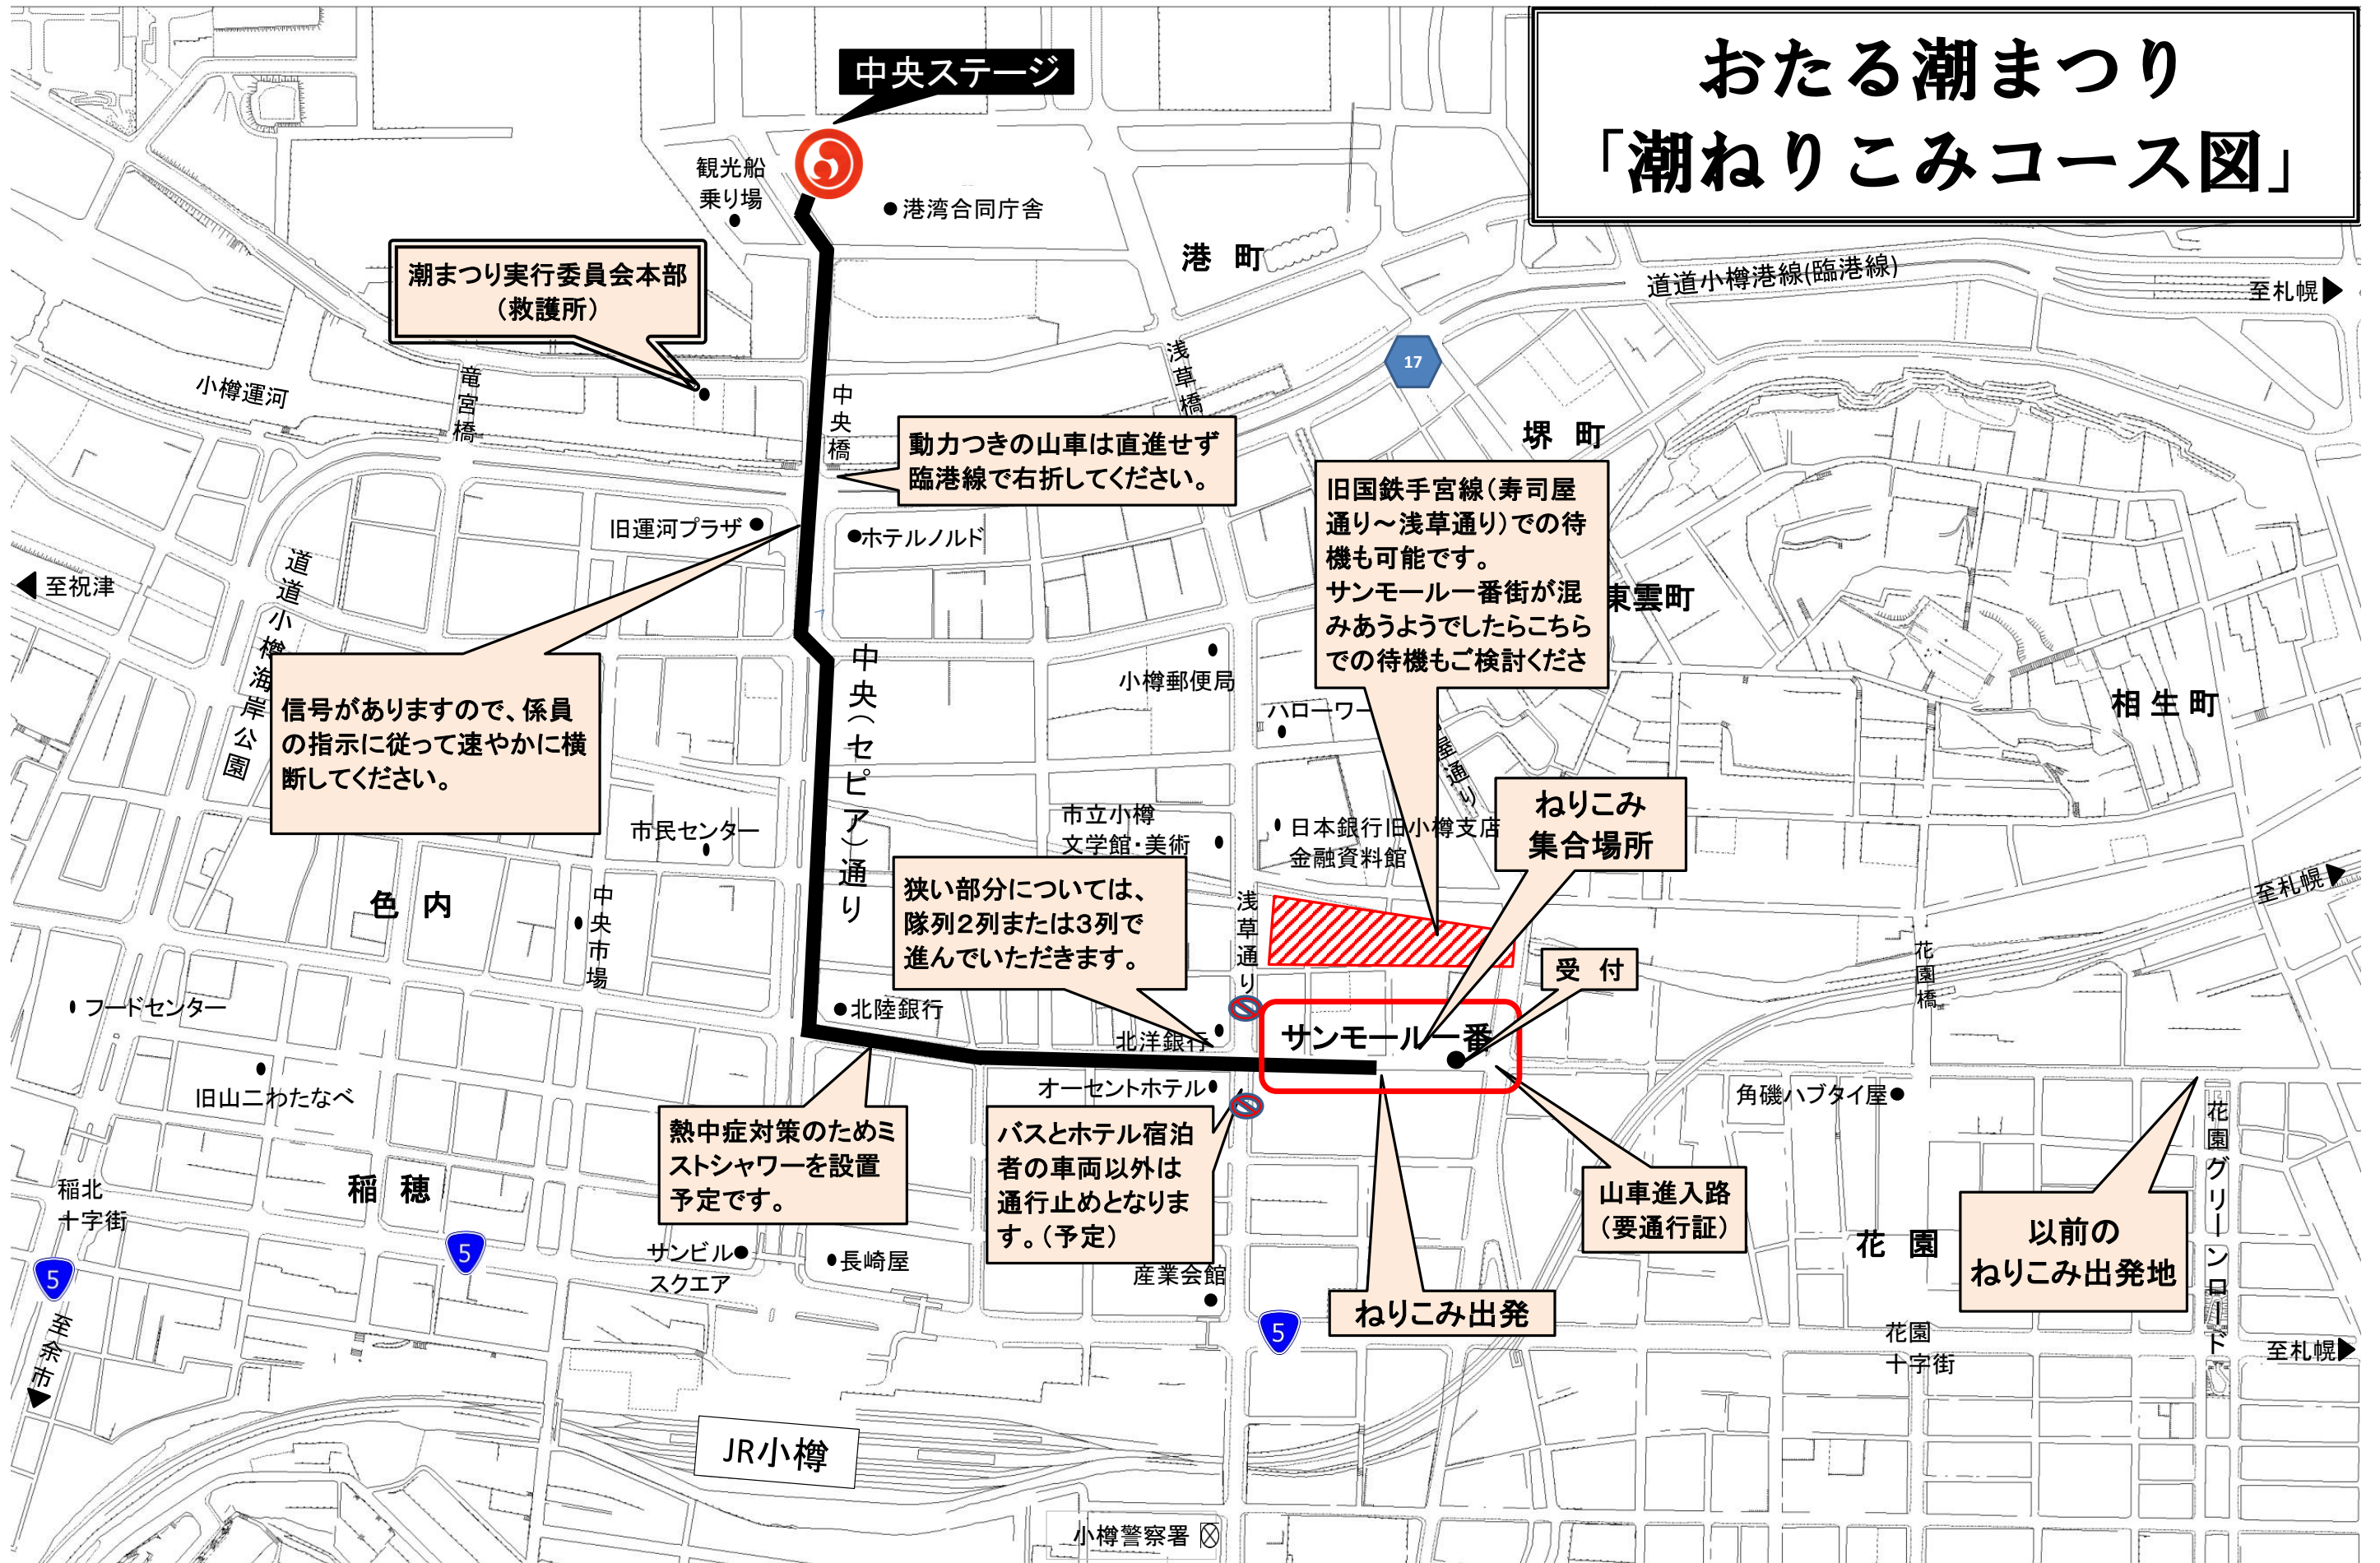 おたる潮まつり
「潮ねりこみコース図」
中央ステージ
観光船
乗り場
港湾合同庁舎
港 町
道道小樽港線(臨港線)
至札幌
潮まつり実行委員会本部
（救護所）
小樽運河
竜宮橋
中央橋
浅草橋
17
堺 町
動力つきの山車は直進せず
臨港線で右折してください。
旧国鉄手宮線（寿司屋
通り～浅草通り）での待
機も可能です。
サンモール一番街が混
みあうようでしたらこちら
での待機もご検討くださ
旧運河プラザ
ホテルノルド
至祝津
道道小樽海岸公園
東雲町
小樽郵便局
中央（セピア）通り
信号がありますので、係員
の指示に従って速やかに横
断してください。
ハローワー
屋通り
相生町
市民センター
市立小樽
文学館・美術
日本銀行旧小樽支店
金融資料館
ねりこみ
集合場所
色 内
中央市場
狭い部分については、
隊列２列または３列で
進んでいただきます。
浅草通り
至札幌
花園橋
受 付
フードセンター
北陸銀行
北洋銀行
サンモール一番
旧山二わたなべ
オーセントホテル
角磯ハブタイ屋
花園グリーンロード
熱中症対策のためミ
ストシャワーを設置
予定です。
バスとホテル宿泊
者の車両以外は
通行止めとなりま
す。（予定）
山車進入路
（要通行証）
以前の
ねりこみ出発地
稲北
十字街
稲 穂
5
5
サンビル
スクエア
長崎屋
産業会館
ねりこみ出発
花 園
5
花園
十字街
至札幌
至余市
JR小樽
小樽警察署